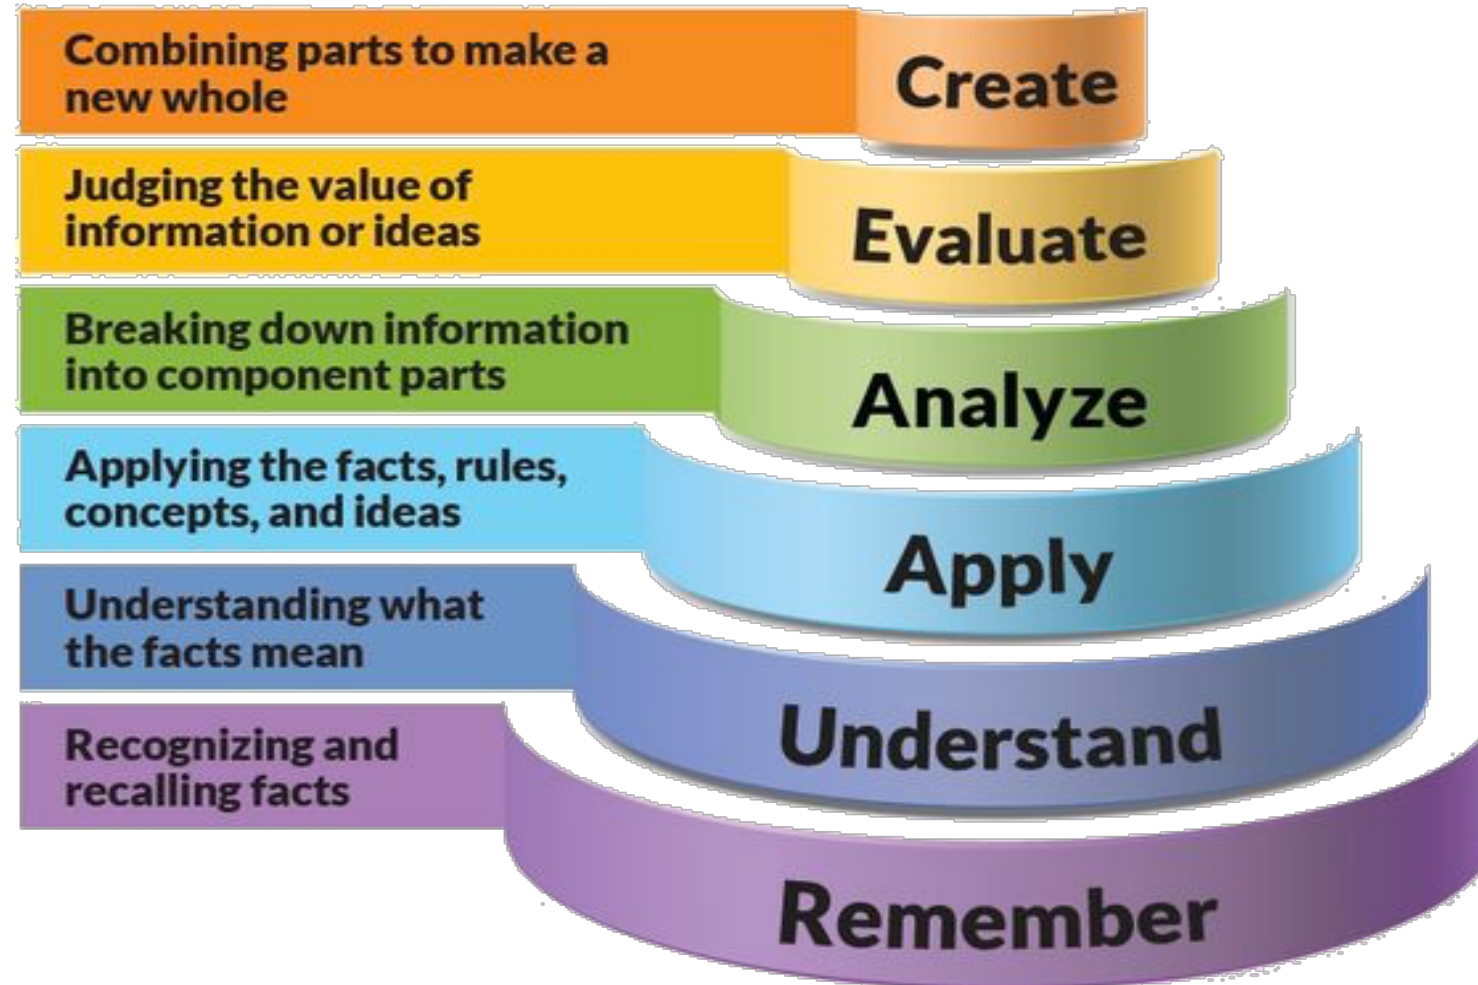 Combining parts to make a
new whole
Create
Judging the value of
information or ideas
Evaluate
Breaking down information
into component parts
Analyze
Applying the facts, rules,
concepts, and ideas
Apply
Understanding what
the facts mean
Understand
Recognizing and
recalling facts
Remember